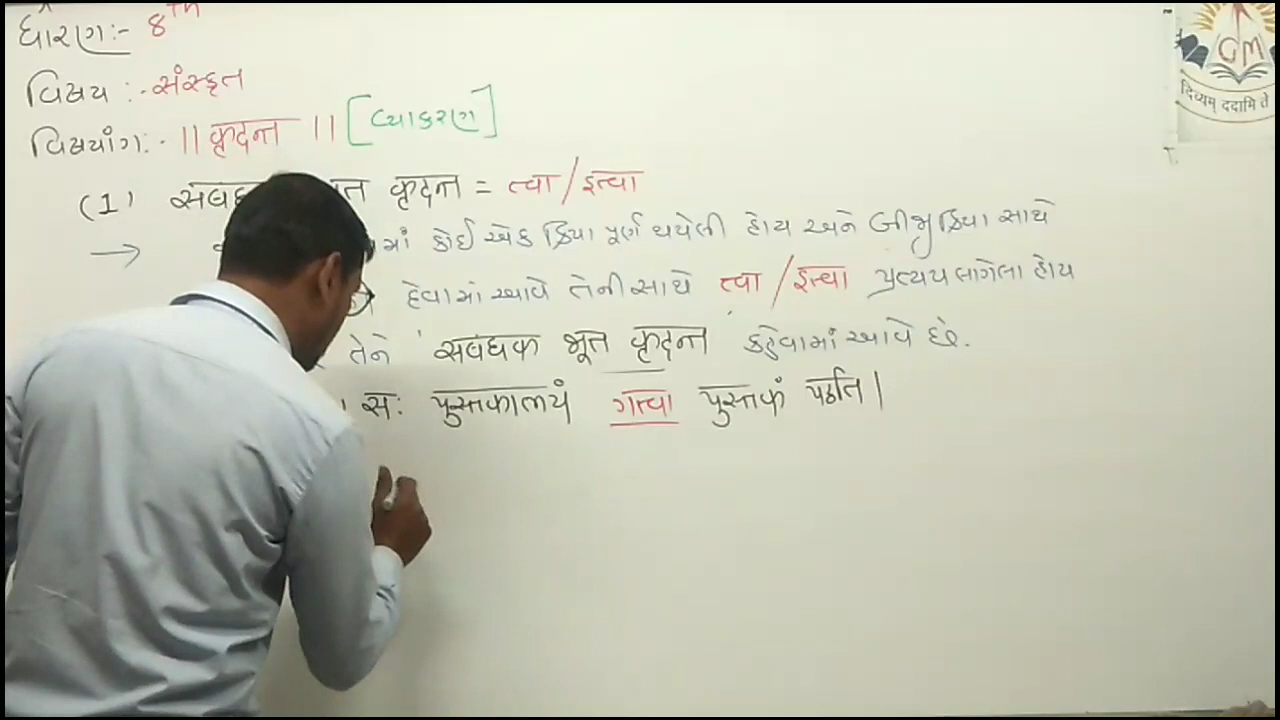 ધોરણ:- 8th
વિષય :- संस्कृत
વિષયાંગ:- ॥ कृदन्त ॥ [વ્યાકરણ]
(1) कृदन्त = त्वा/इत्वा
→ માં કોઈ એક ક્રિયા પૂર્ણ થયેલી હોય અને બીજી ક્રિયા સાથે
હેવામાં આવે તેની સાથે त्वा/इत्वा પ્રત્યય લાગેલા હોય
તેને 'सबंधक भूत कृदन्त કહેવામાં આવે છે.
सः पुस्तकालयं गत्वा पुस्तकं पठति।
GM
दिव्यम् ददामि ते